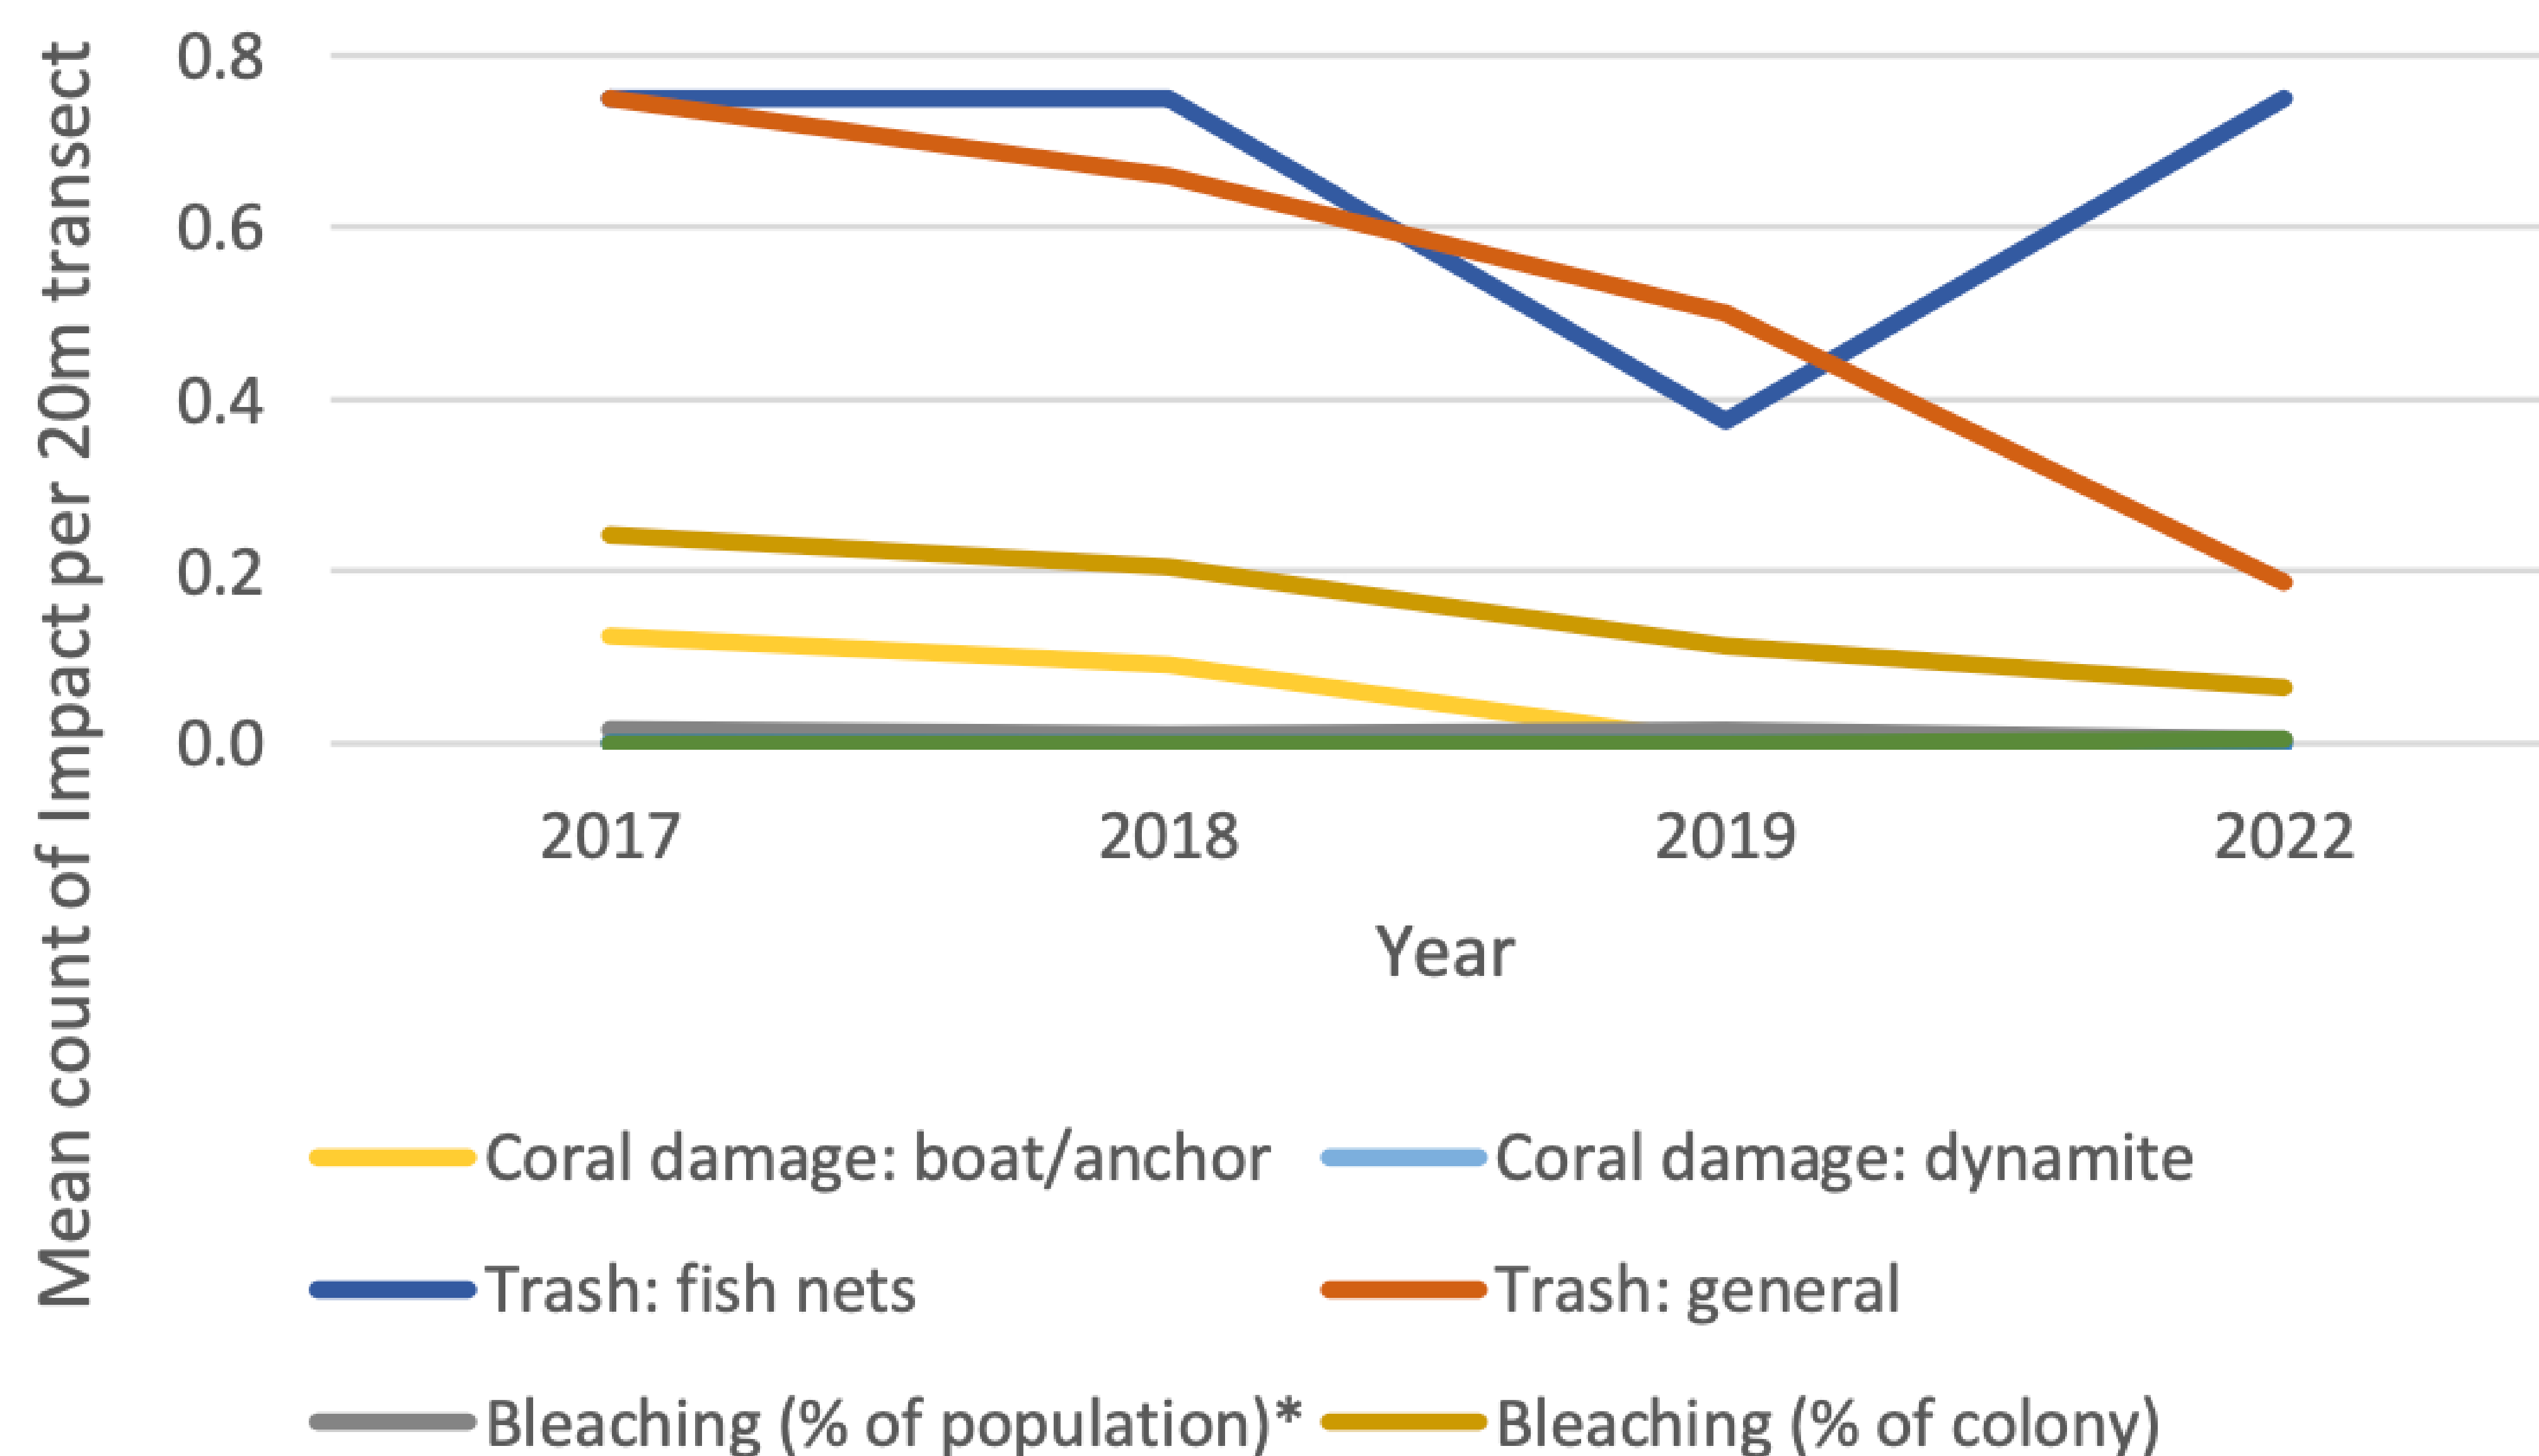 Mean count of Impact per 20m transect
0.8
0.6
0.4
0.2
0.0
2017 2018 2019 2022
Year
Coral damage: boat/anchor Coral damage: dynamite
Trash: fish nets Trash: general
Bleaching (% of population)* Bleaching (% of colony)